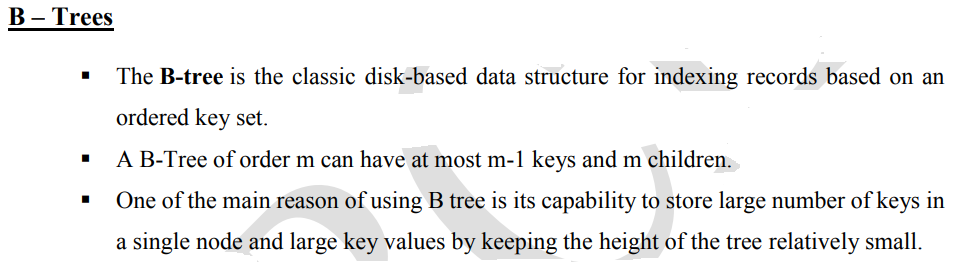 B – Trees
▪ The B-tree is the classic disk-based data structure for indexing records based on an
ordered key set.
▪ A B-Tree of order m can have at most m-1 keys and m children.
▪ One of the main reason of using B tree is its capability to store large number of keys in
a single node and large key values by keeping the height of the tree relatively small.